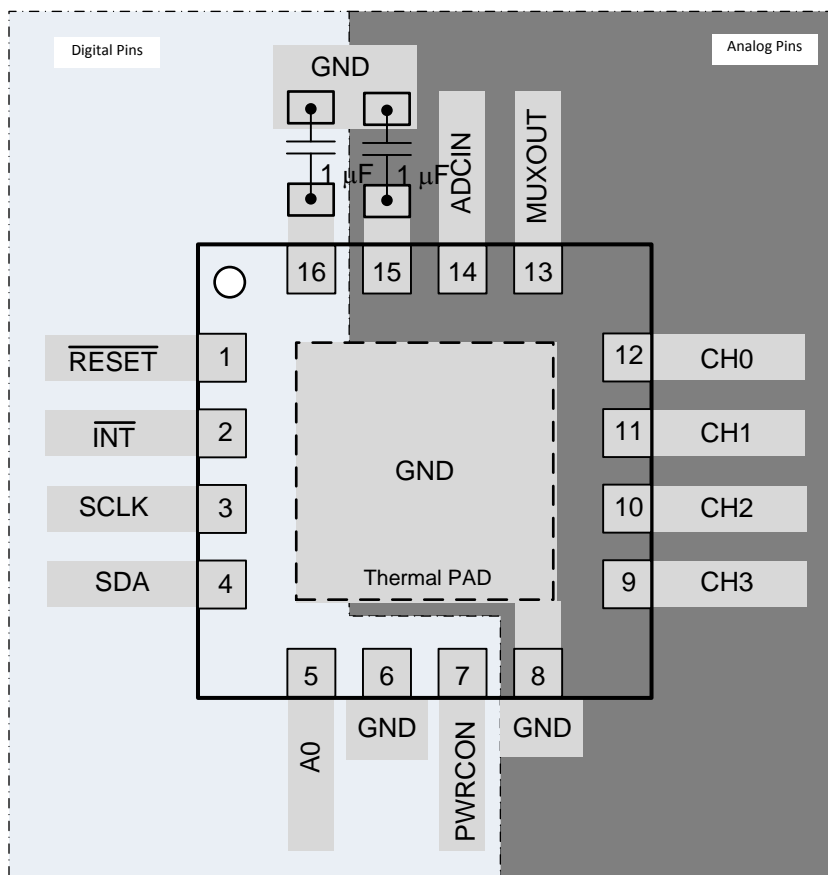 Digital Pins
Analog Pins
GND
1 μF
1 μF
ADCIN
MUXOUT
16
15
14
13
RESET
1
12
CH0
INT
2
11
CH1
SCLK
3
10
CH2
SDA
4
9
CH3
GND
Thermal PAD
5
6
7
8
A0
GND
PWRCON
GND